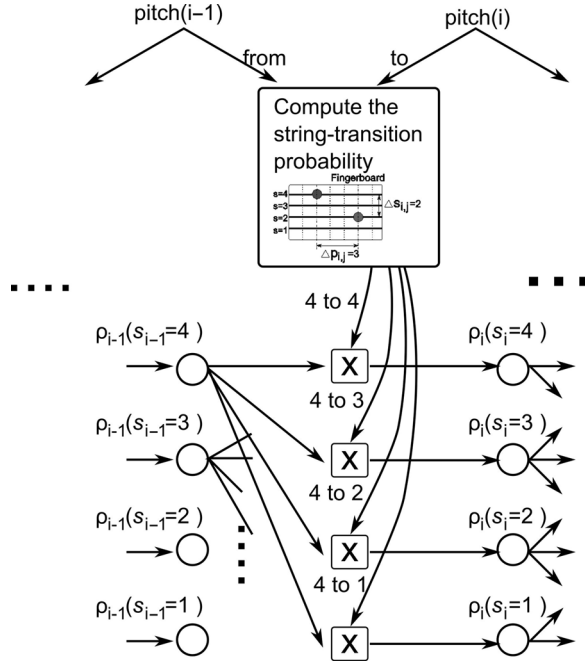 pitch(i−1)
pitch(i)
from
to
Compute the
string-transition
probability
Fingerboard
s=4
s=3
s=2
s=1
△s_{i,j}=2
△p_{i,j}=3
4 to 4
ρ_{i−1}(s_{i−1}=4)
X
ρ_i(s_i=4)
4 to 3
ρ_{i−1}(s_{i−1}=3)
X
ρ_i(s_i=3)
4 to 2
ρ_{i−1}(s_{i−1}=2)
X
ρ_i(s_i=2)
4 to 1
ρ_{i−1}(s_{i−1}=1)
X
ρ_i(s_i=1)